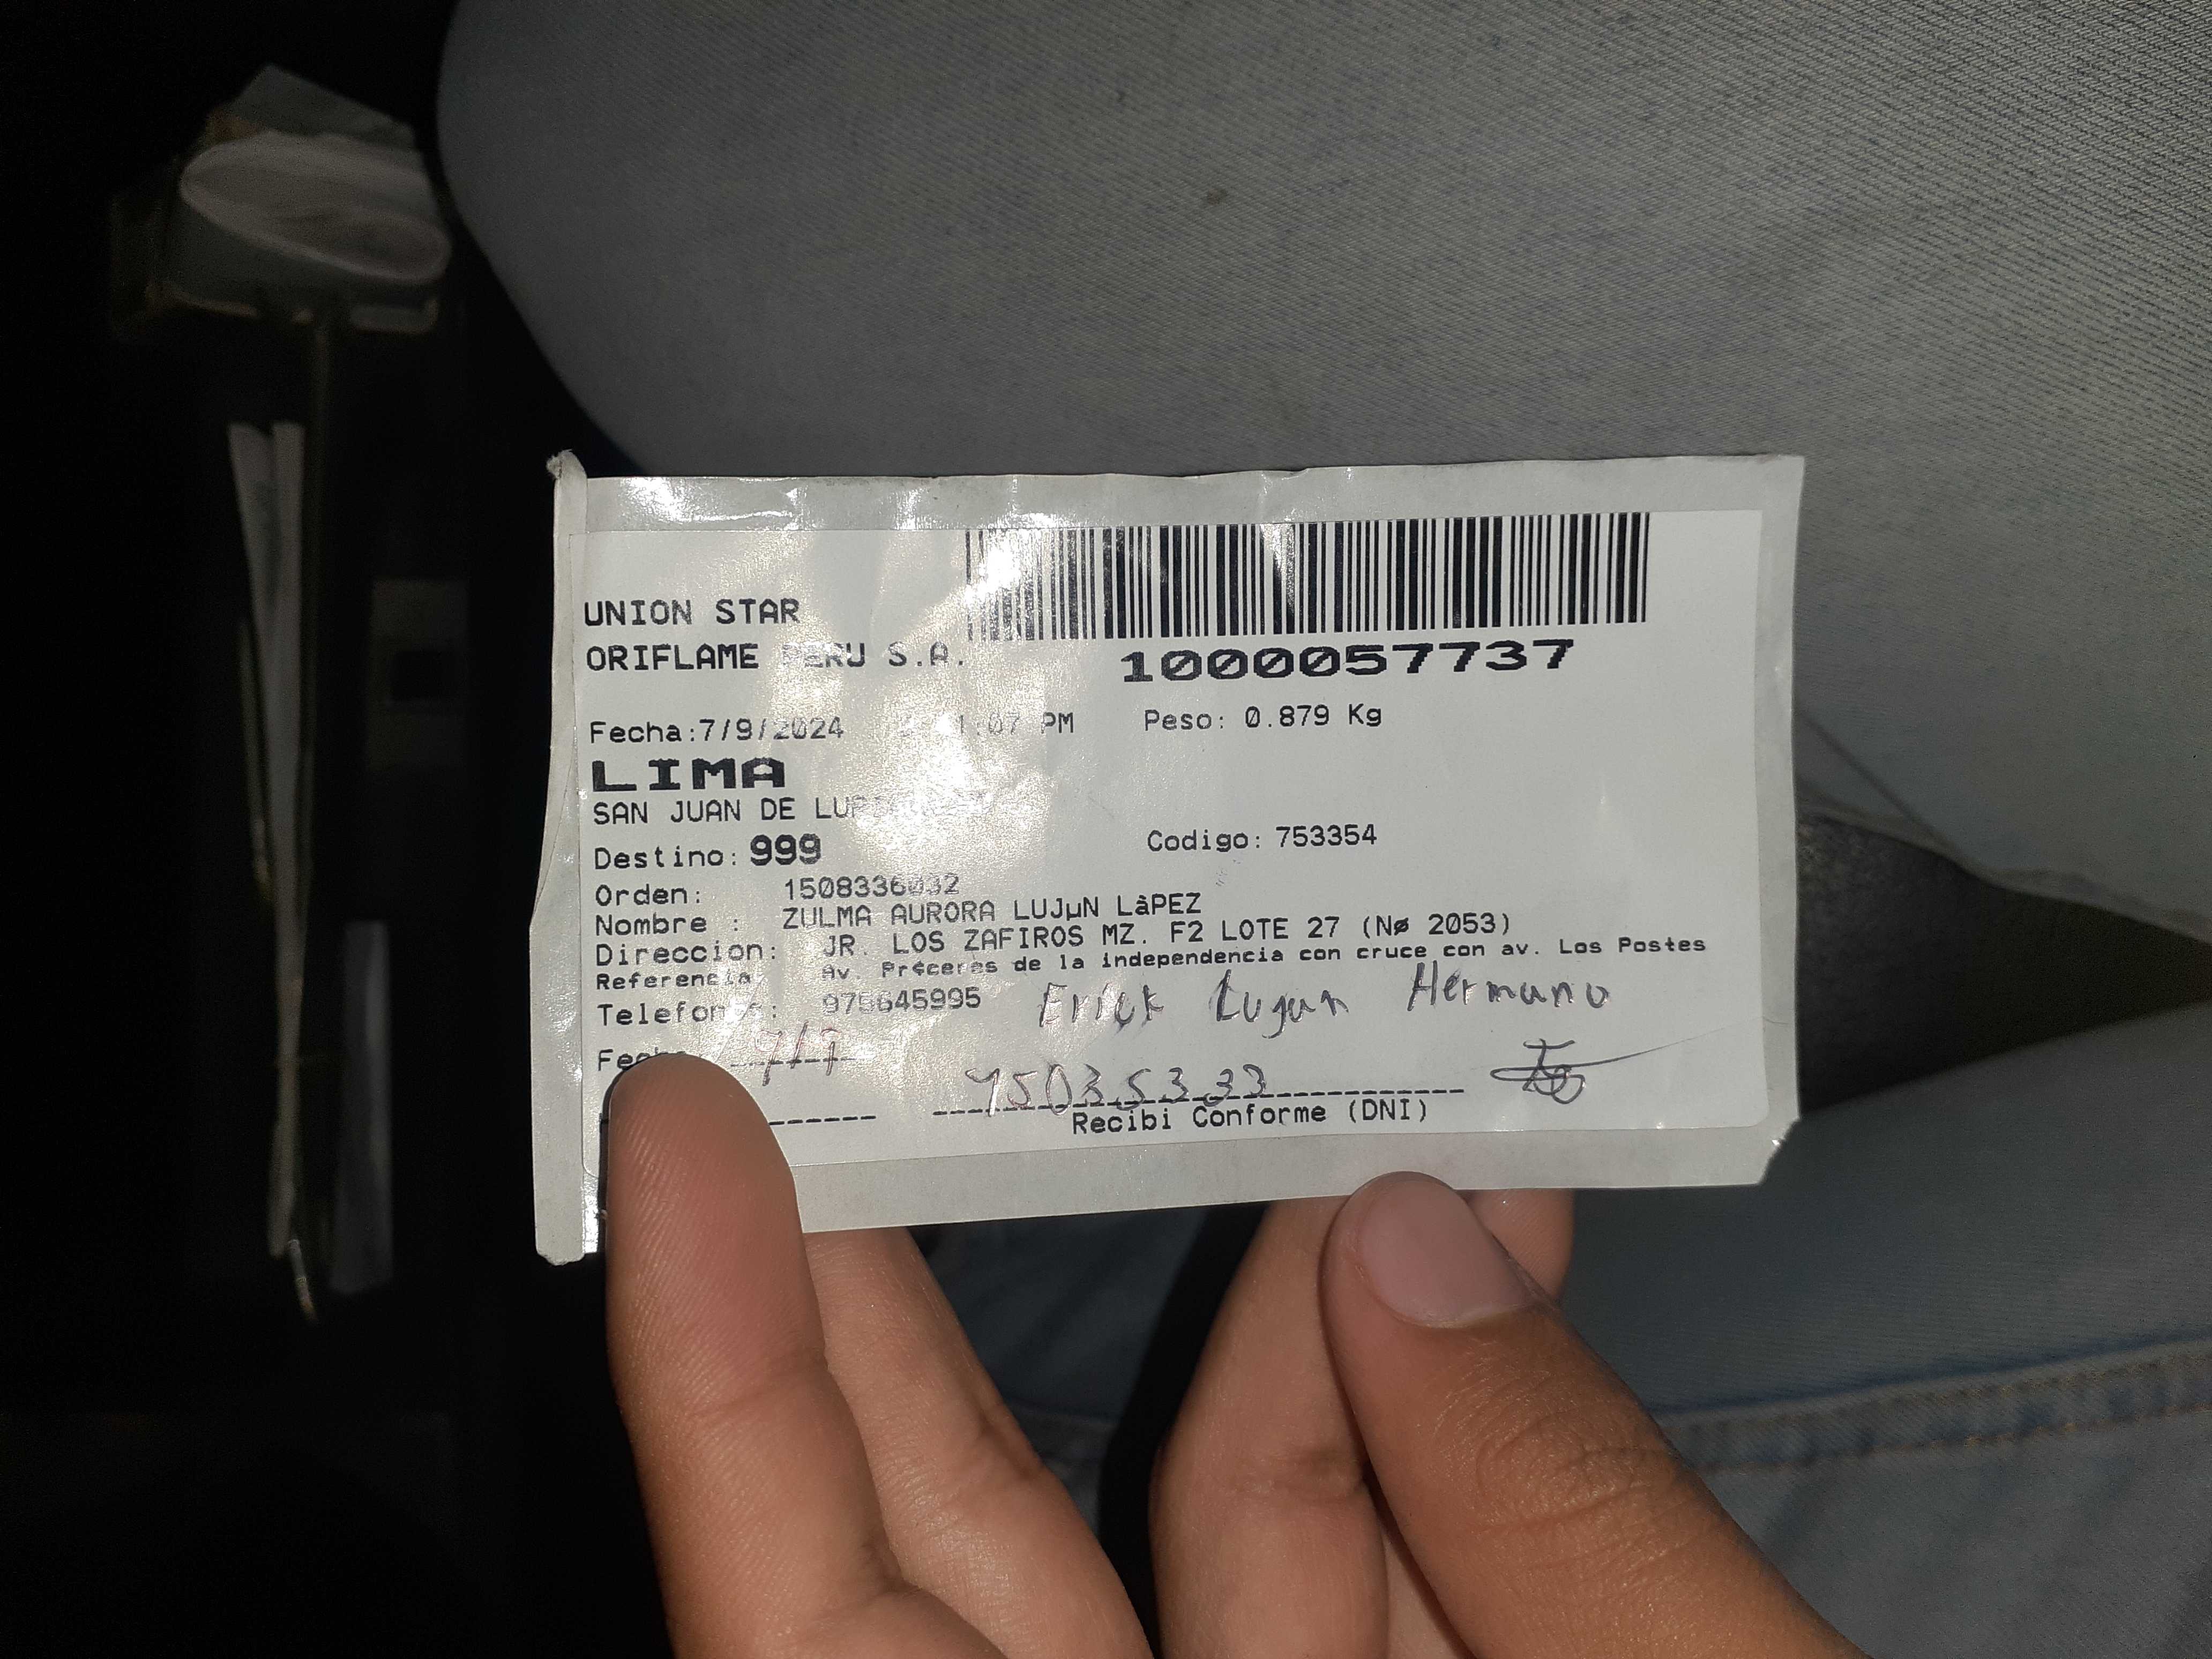 UNION STAR
ORIFLAME PERU S.A.
1000057737
Fecha:7/9/2024 1:07 PM Peso: 0.879 Kg
LIMA
SAN JUAN DE
Destino: 999 Codigo: 753354
Orden: 1508336032
Nombre : ZULMA AURORA LUJµN LàPEZ
Direccion: JR. LOS ZAFIROS MZ. F2 LOTE 27 (Nø 2053)
Referencia: Av. Pr¢ceres de la independencia con cruce con av. Los Postes
Telefono: 975645995 Erick Lujan Hermano
7/9
75035333
Recibi Conforme (DNI)